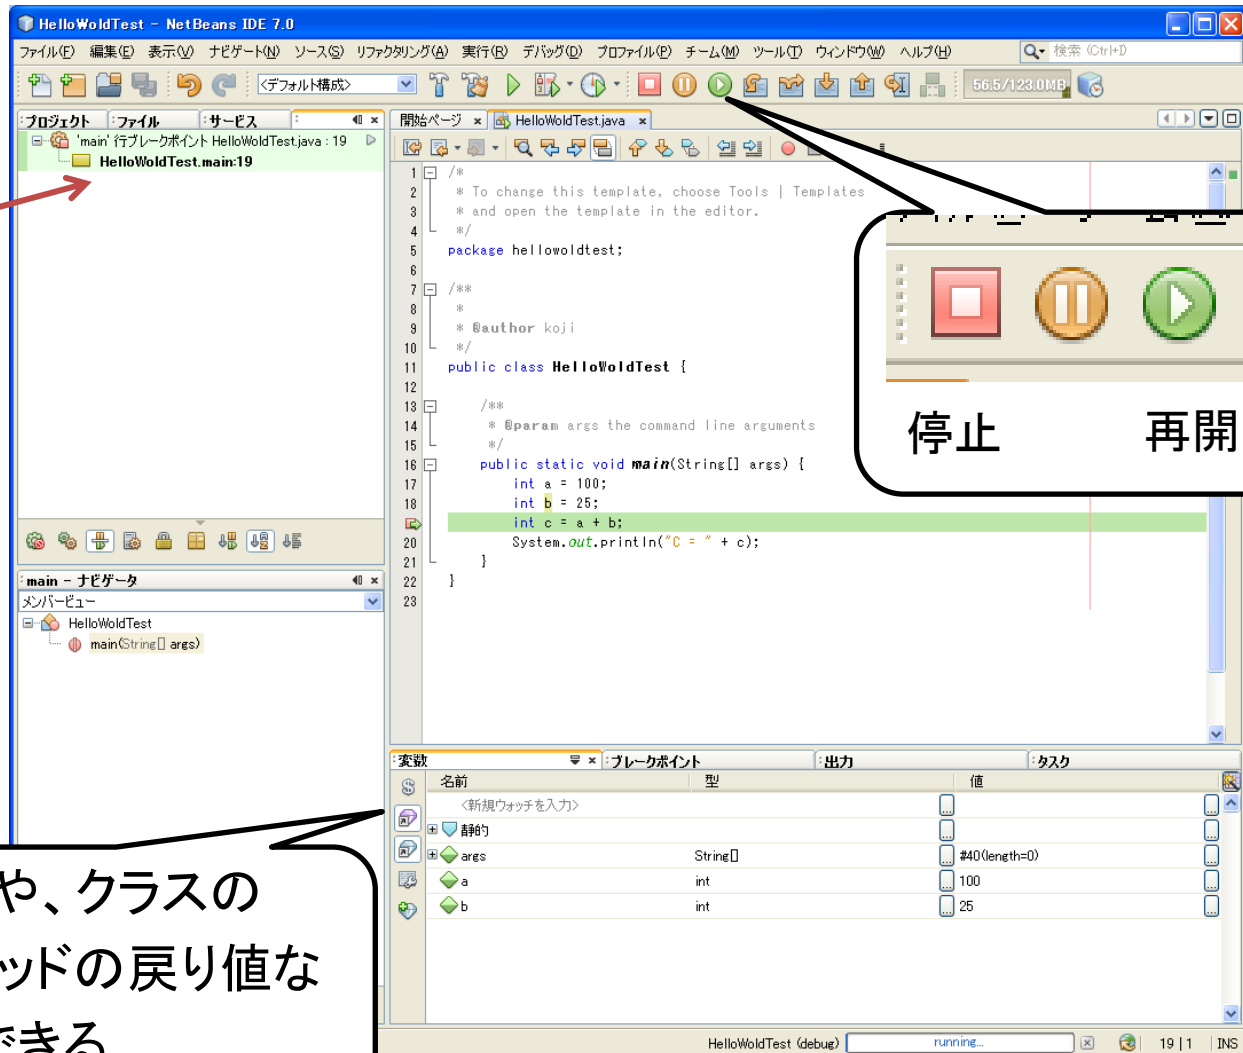 HelloWoldTest - NetBeans IDE 7.0
ファイル(F) 編集(E) 表示(V) ナビゲート(N) ソース(S) リファクタリング(A) 実行(R) デバッグ(D) プロファイル(P) チーム(M) ツール(T) ウィンドウ(W) ヘルプ(H) 検索 (Ctrl+I)
<デフォルト構成> 56.5/123.0MB
プロジェクト ファイル サービス
'main' 行ブレークポイント HelloWoldTest.java : 19
HelloWoldTest.main:19
開始ページ × HelloWoldTest.java ×
1 /*
2 * To change this template, choose Tools | Templates
3 * and open the template in the editor.
4 */
5 package hellowoldtest;
6
7 /**
8 *
9 * @author koji
10 */
11 public class HelloWoldTest {
12
13 /**
14 * @param args the command line arguments
15 */
16 public static void main(String[] args) {
17 int a = 100;
18 int b = 25;
int c = a + b;
20 System.out.println("C = " + c);
21 }
22 }
23
停止 再開
main - ナビゲータ
メンバービュー
HelloWoldTest
main(String[] args)
変数 ブレークポイント 出力 タスク
名前 型 値
<新規ウォッチを入力>
静的
args String[] #40(length=0)
a int 100
b int 25
や、クラスの
ッドの戻り値な
できる
HelloWoldTest (debug) running... 19 | 1 INS